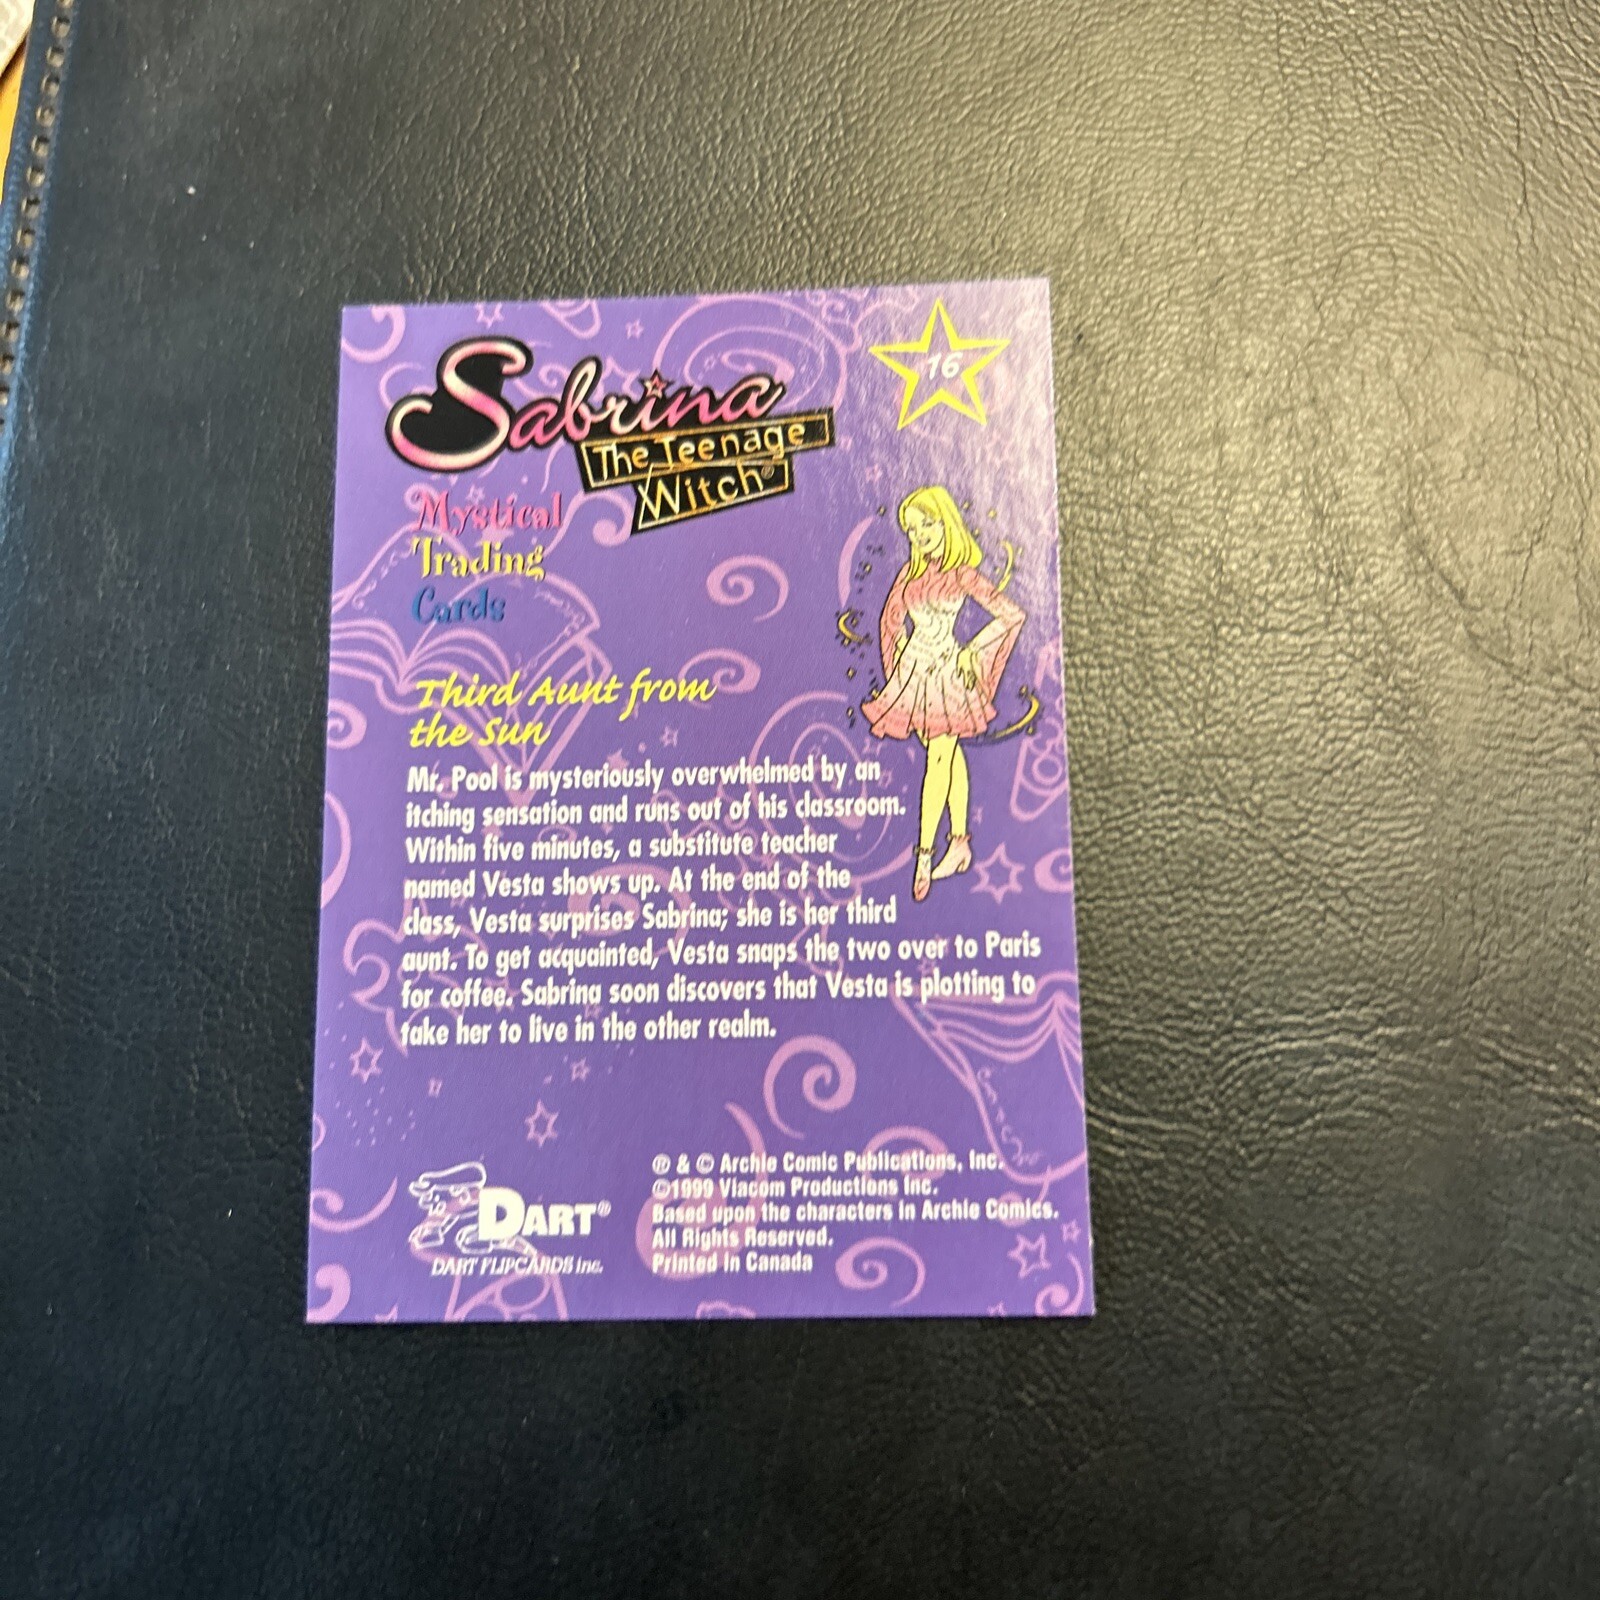 16
Sabrina
The Teenage
Witch®
Mystical
Trading
Cards
Third Aunt from
the Sun
Mr. Pool is mysteriously overwhelmed by an
itching sensation and runs out of his classroom.
Within five minutes, a substitute teacher
named Vesta shows up. At the end of the
class, Vesta surprises Sabrina; she is her third
aunt. To get acquainted, Vesta snaps the two over to Paris
for coffee. Sabrina soon discovers that Vesta is plotting to
take her to live in the other realm.
DART®
DART FLIPCARDS Inc.
® & © Archie Comic Publications, Inc.
©1999 Viacom Productions Inc.
Based upon the characters in Archie Comics.
All Rights Reserved.
Printed in Canada